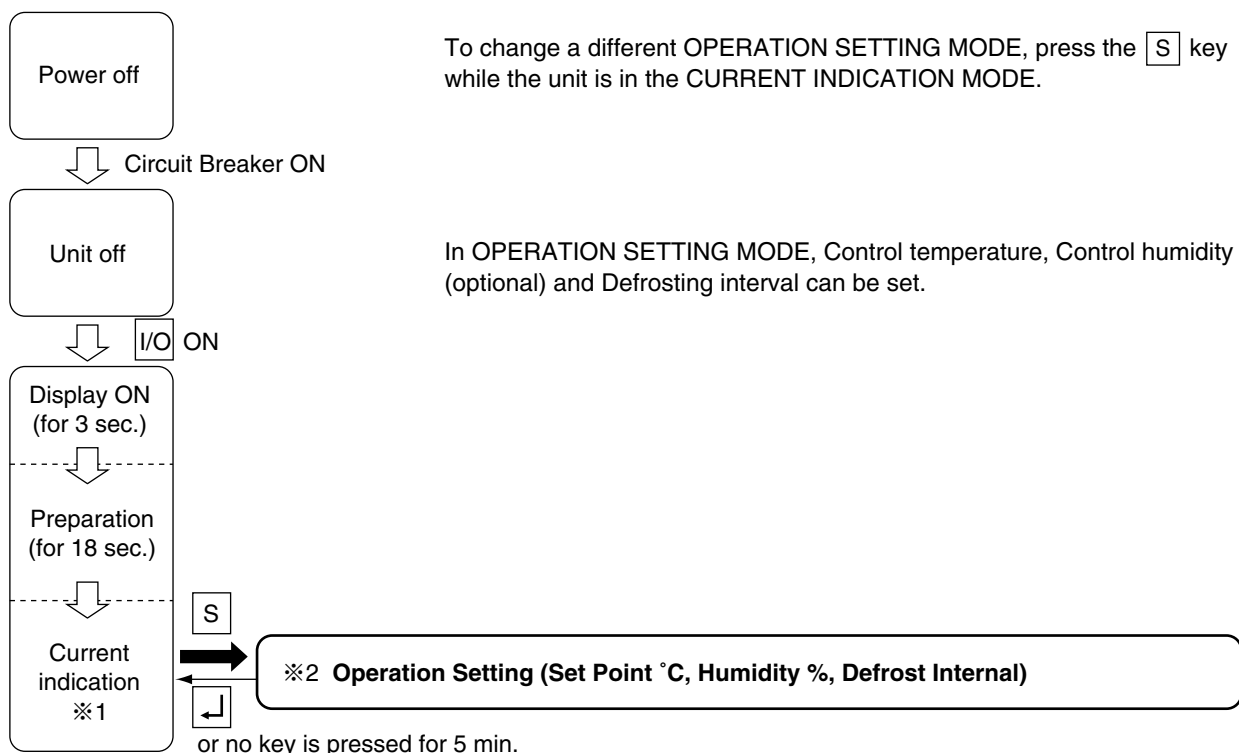 Power off
To change a different OPERATION SETTING MODE, press the S key
while the unit is in the CURRENT INDICATION MODE.
Circuit Breaker ON
Unit off
In OPERATION SETTING MODE, Control temperature, Control humidity
(optional) and Defrosting interval can be set.
I/O ON
Display ON
(for 3 sec.)
Preparation
(for 18 sec.)
S
Current
indication
※1
※2 Operation Setting (Set Point ˚C, Humidity %, Defrost Internal)
↵
or no key is pressed for 5 min.